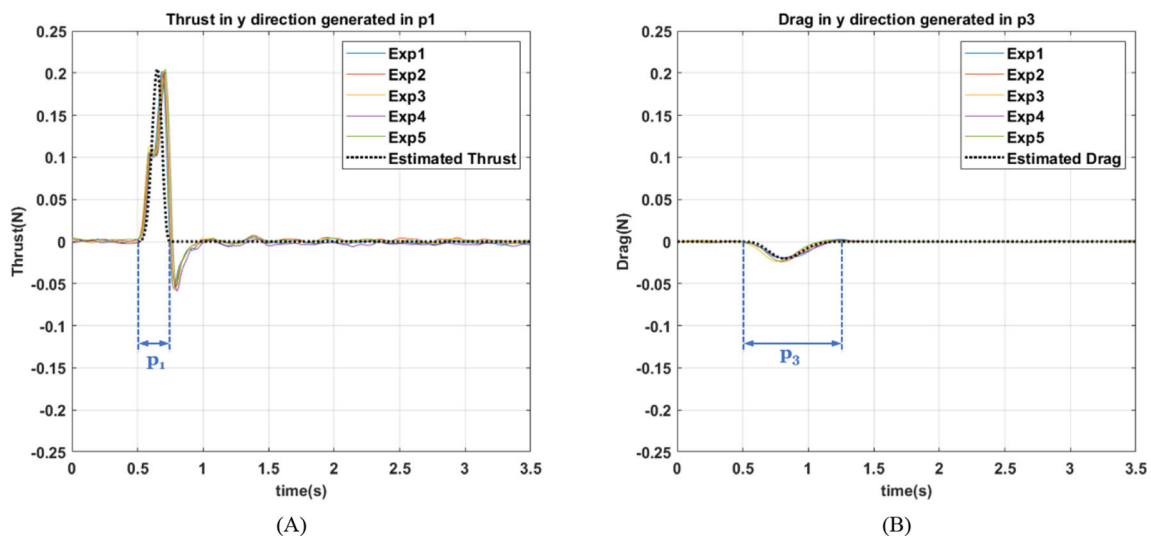 Thrust in y direction generated in p1
0.25
0.2
0.15
0.1
0.05
0
-0.05
-0.1
-0.15
-0.2
-0.25
Thrust(N)
0
0.5
1
1.5
2
2.5
3
3.5
time(s)
Exp1
Exp2
Exp3
Exp4
Exp5
Estimated Thrust
p1
(A)
Drag in y direction generated in p3
0.25
0.2
0.15
0.1
0.05
0
-0.05
-0.1
-0.15
-0.2
-0.25
Drag(N)
0
0.5
1
1.5
2
2.5
3
3.5
time(s)
Exp1
Exp2
Exp3
Exp4
Exp5
Estimated Drag
p3
(B)